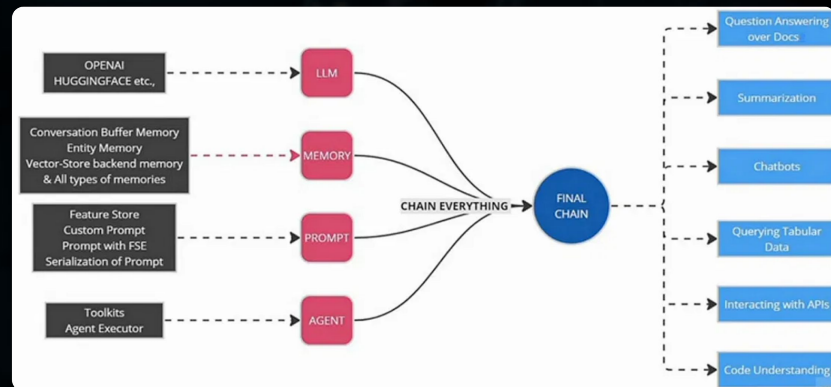 OPENAI
HUGGINGFACE etc.,
LLM
Conversation Buffer Memory
Entity Memory
Vector-Store backend memory
& All types of memories
MEMORY
Feature Store
Custom Prompt
Prompt with FSE
Serialization of Prompt
PROMPT
Toolkits
Agent Executor
AGENT
CHAIN EVERYTHING
FINAL
CHAIN
Question Answering
over Docs
Summarization
Chatbots
Querying Tabular
Data
Interacting with APIs
Code Understanding